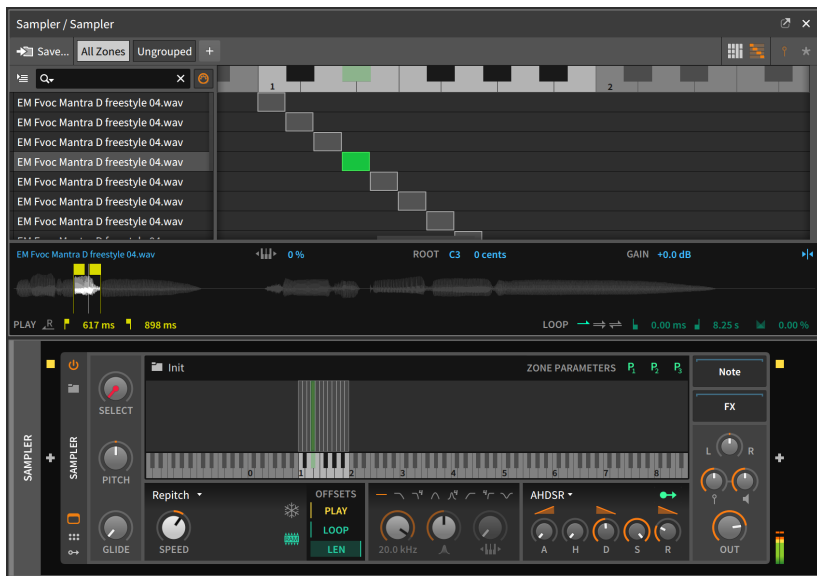 Sampler / Sampler
Save... All Zones Ungrouped +
1 2
EM Fvoc Mantra D freestyle 04.wav
EM Fvoc Mantra D freestyle 04.wav
EM Fvoc Mantra D freestyle 04.wav
EM Fvoc Mantra D freestyle 04.wav
EM Fvoc Mantra D freestyle 04.wav
EM Fvoc Mantra D freestyle 04.wav
EM Fvoc Mantra D freestyle 04.wav
EM Fvoc Mantra D freestyle 04.wav 0 % ROOT C3 0 cents GAIN +0.0 dB
PLAY R 617 ms 898 ms LOOP 0.00 ms 8.25 s 0.00 %
SAMPLER
SAMPLER
SELECT
PITCH
GLIDE
Init ZONE PARAMETERS P1 P2 P3
0 1 2 3 4 5 6 7 8
Repitch
SPEED
OFFSETS
PLAY
LOOP
LEN
20.0 kHz
AHDSR
A H D S R
Note
FX
L R
OUT